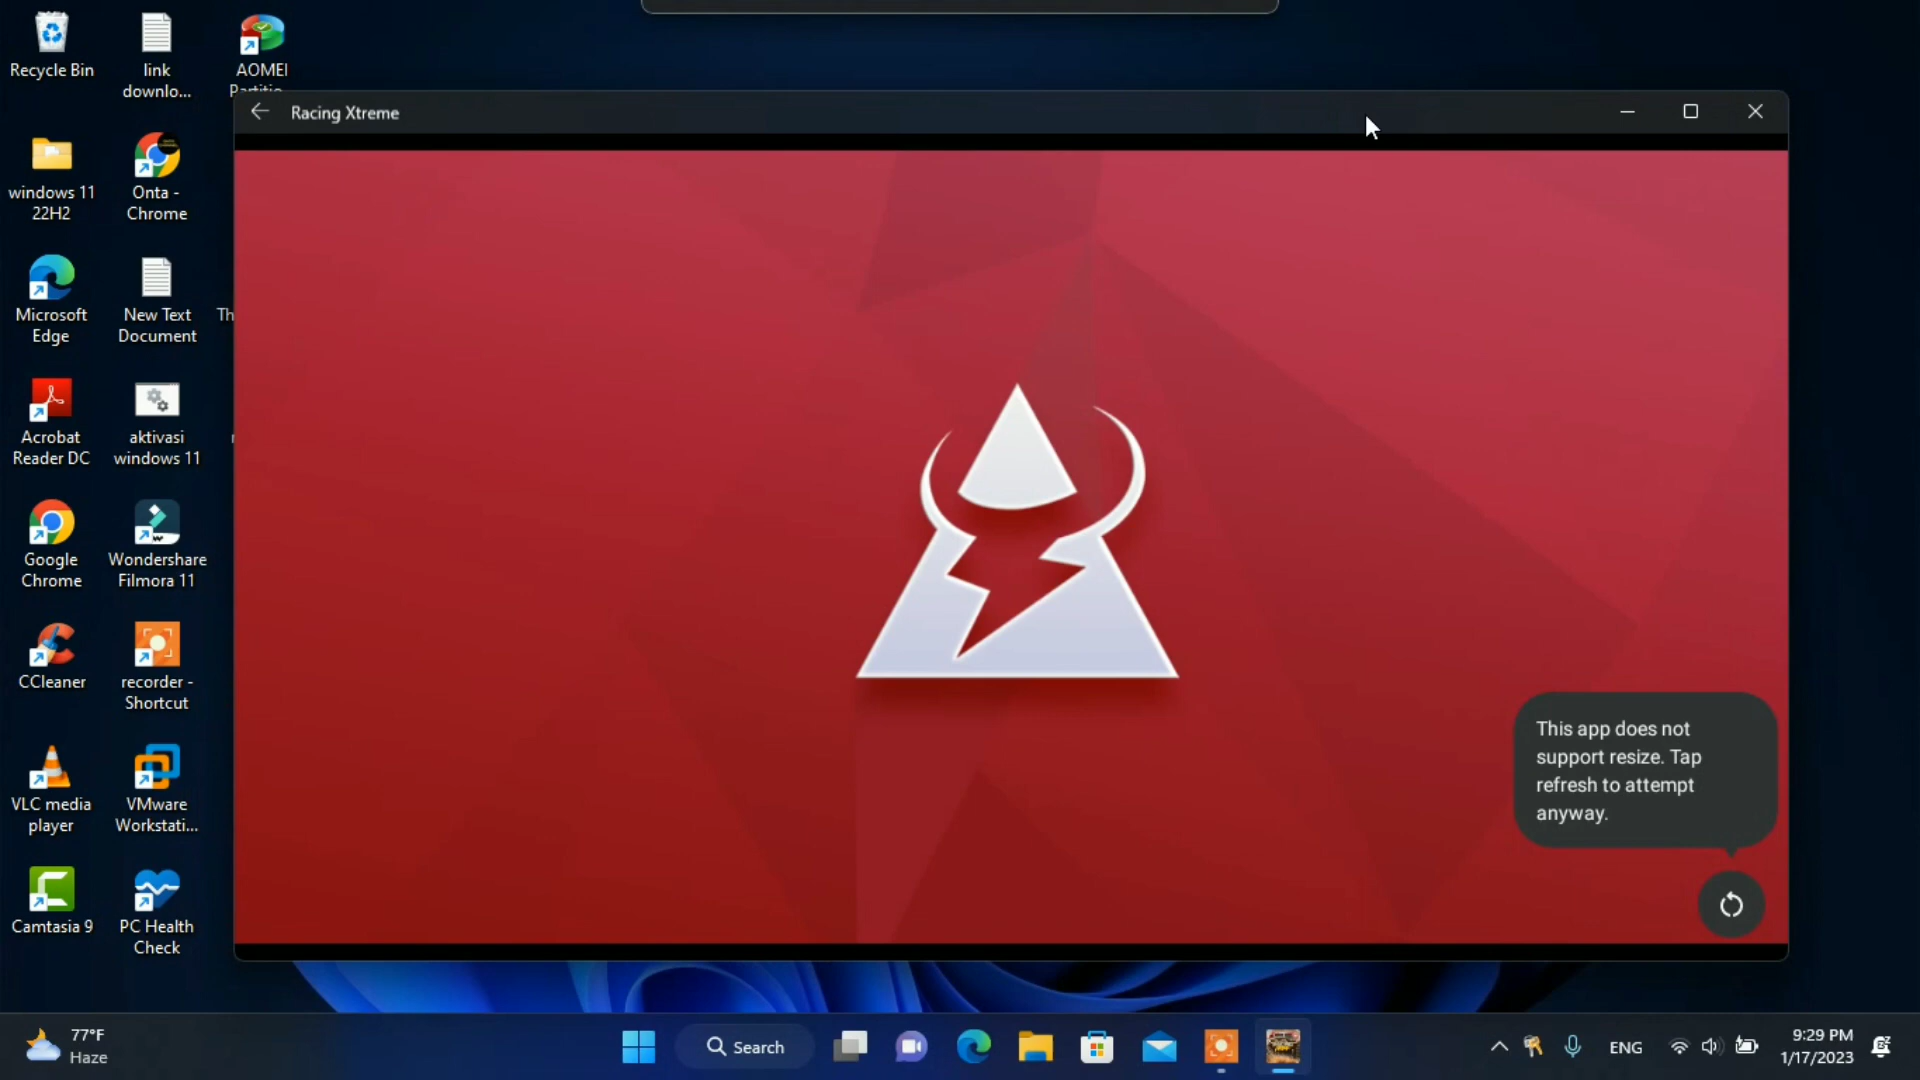 Recycle Bin
link
downlo...
AOMEI
Partitio...
windows 11
22H2
Onta -
Chrome
Microsoft
Edge
New Text
Document
Th
Acrobat
Reader DC
aktivasi
windows 11
Google
Chrome
Wondershare
Filmora 11
CCleaner
recorder -
Shortcut
VLC media
player
VMware
Workstati...
Camtasia 9
PC Health
Check
Racing Xtreme
This app does not
support resize. Tap
refresh to attempt
anyway.
77°F
Haze
Search
ENG
9:29 PM
1/17/2023